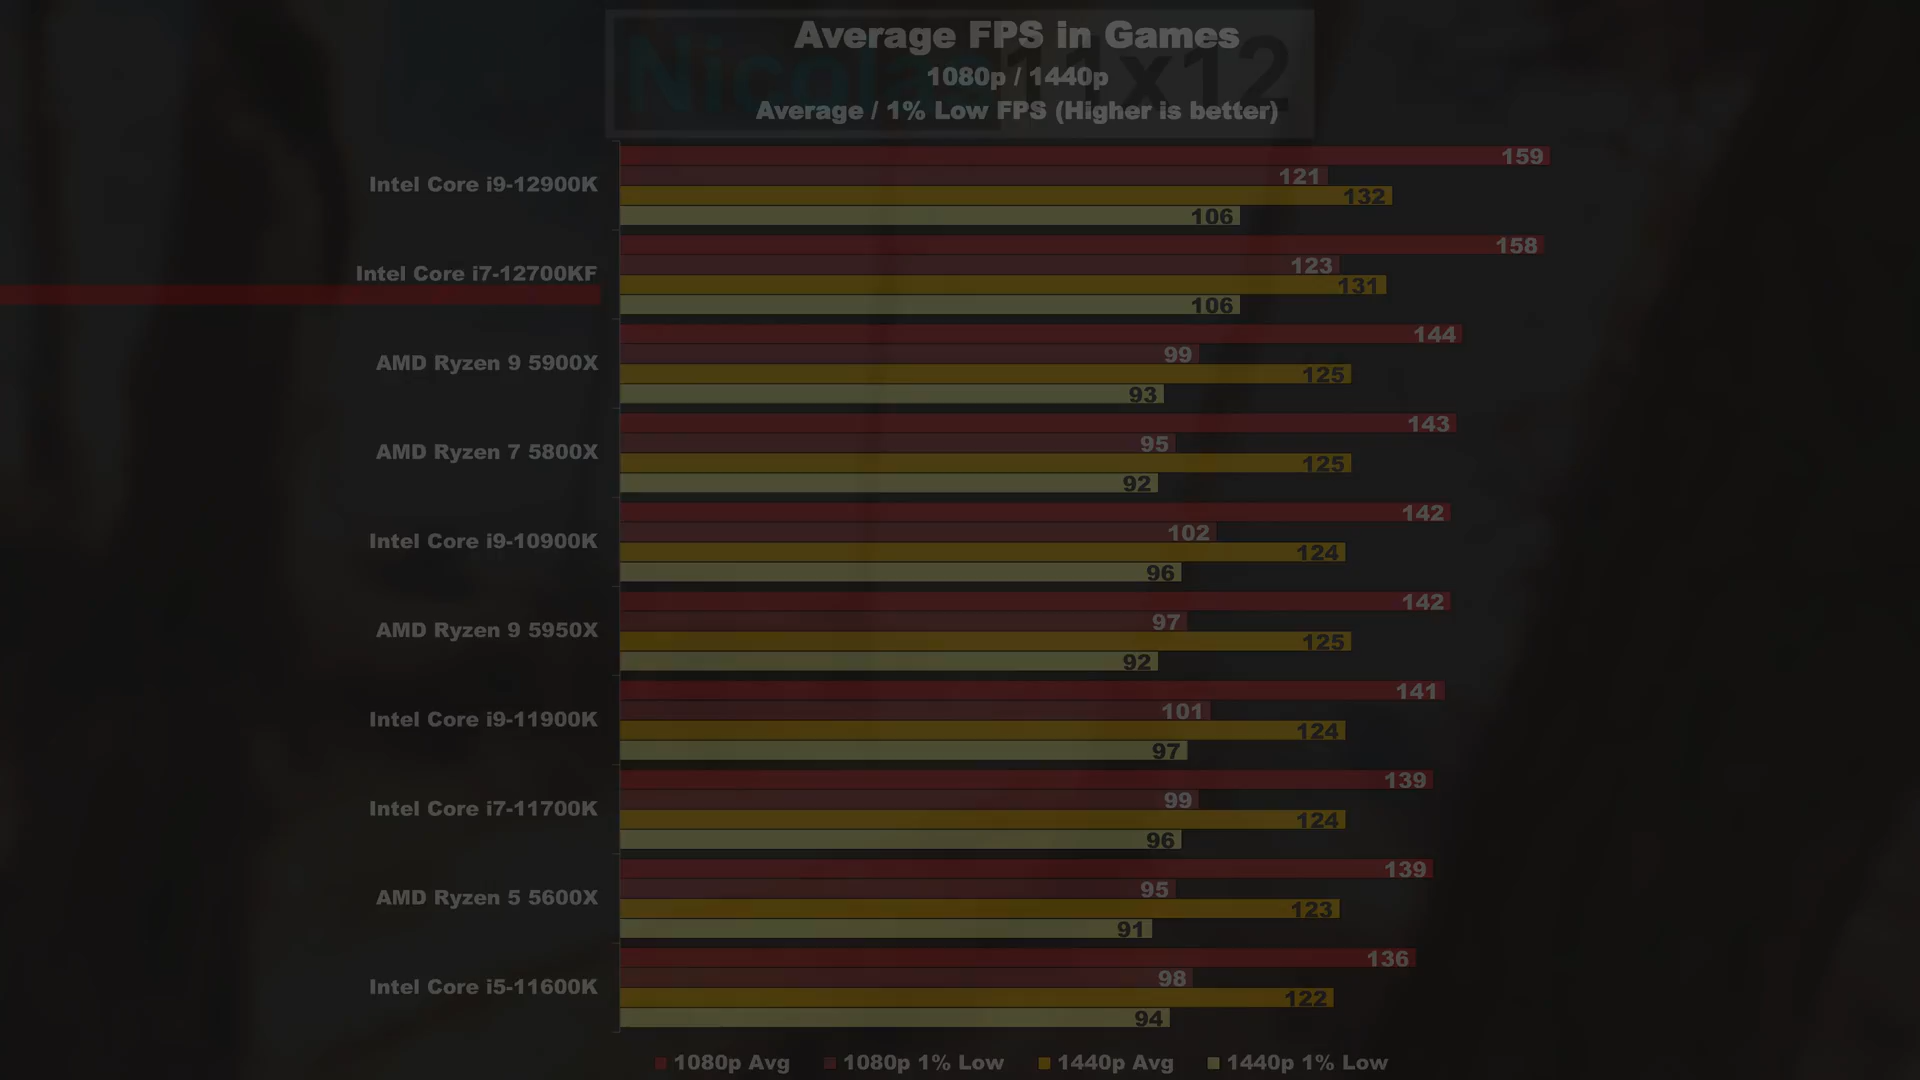 Average FPS in Games
Nicolas11x12
1080p / 1440p
Average / 1% Low FPS (Higher is better)
Intel Core i9-12900K
159
121
132
106
Intel Core i7-12700KF
158
123
131
106
AMD Ryzen 9 5900X
144
99
125
93
AMD Ryzen 7 5800X
143
95
125
92
Intel Core i9-10900K
142
102
124
96
AMD Ryzen 9 5950X
142
97
125
92
Intel Core i9-11900K
141
101
124
97
Intel Core i7-11700K
139
99
124
96
AMD Ryzen 5 5600X
139
95
123
91
Intel Core i5-11600K
136
98
122
94
1080p Avg 1080p 1% Low 1440p Avg 1440p 1% Low